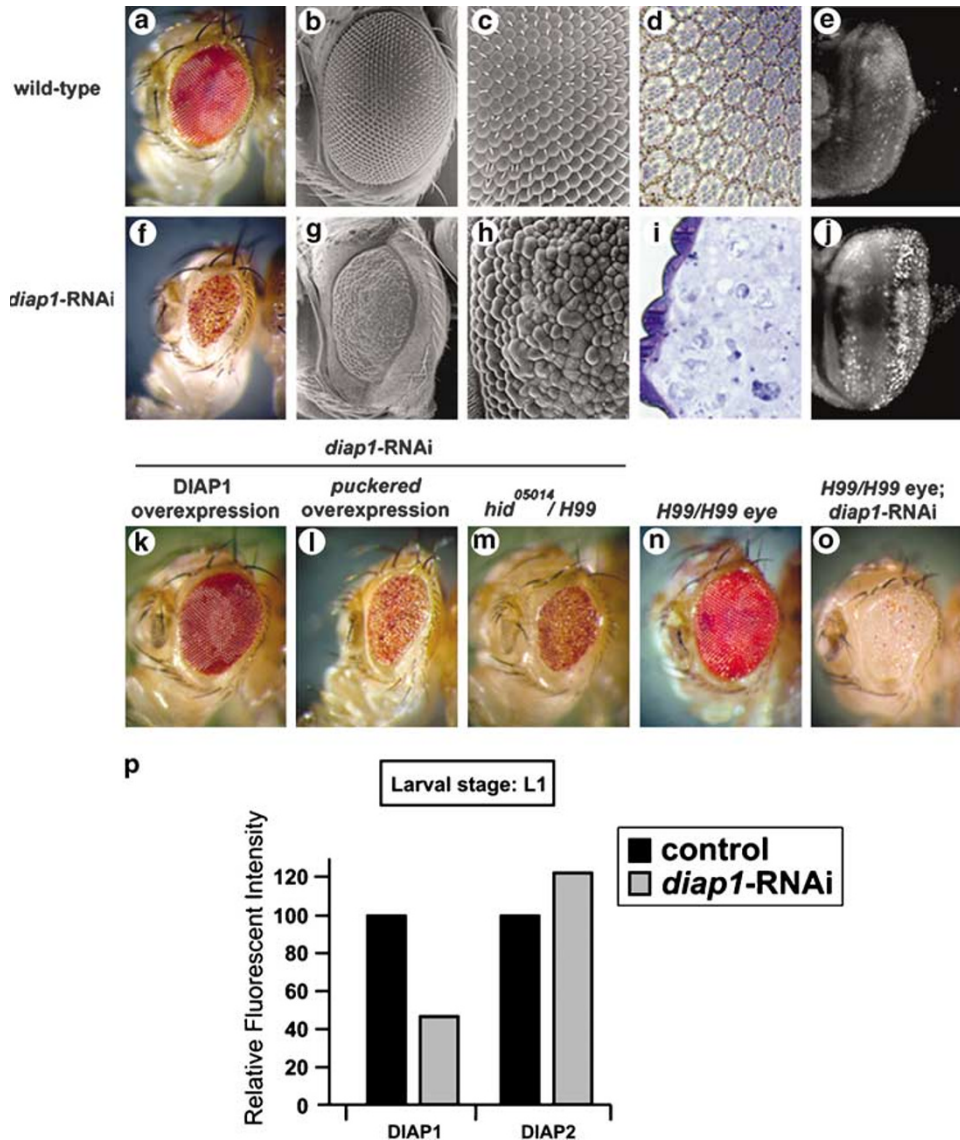 a b c d e
wild-type
f g h i j
diap1-RNAi
diap1-RNAi
DIAP1 overexpression
puckered overexpression
hid05014/ H99
H99/H99 eye
H99/H99 eye; diap1-RNAi
k l m n o
p
Larval stage: L1
control
diap1-RNAi
Relative Fluorescent Intensity
120
100
80
60
40
20
0
DIAP1 DIAP2